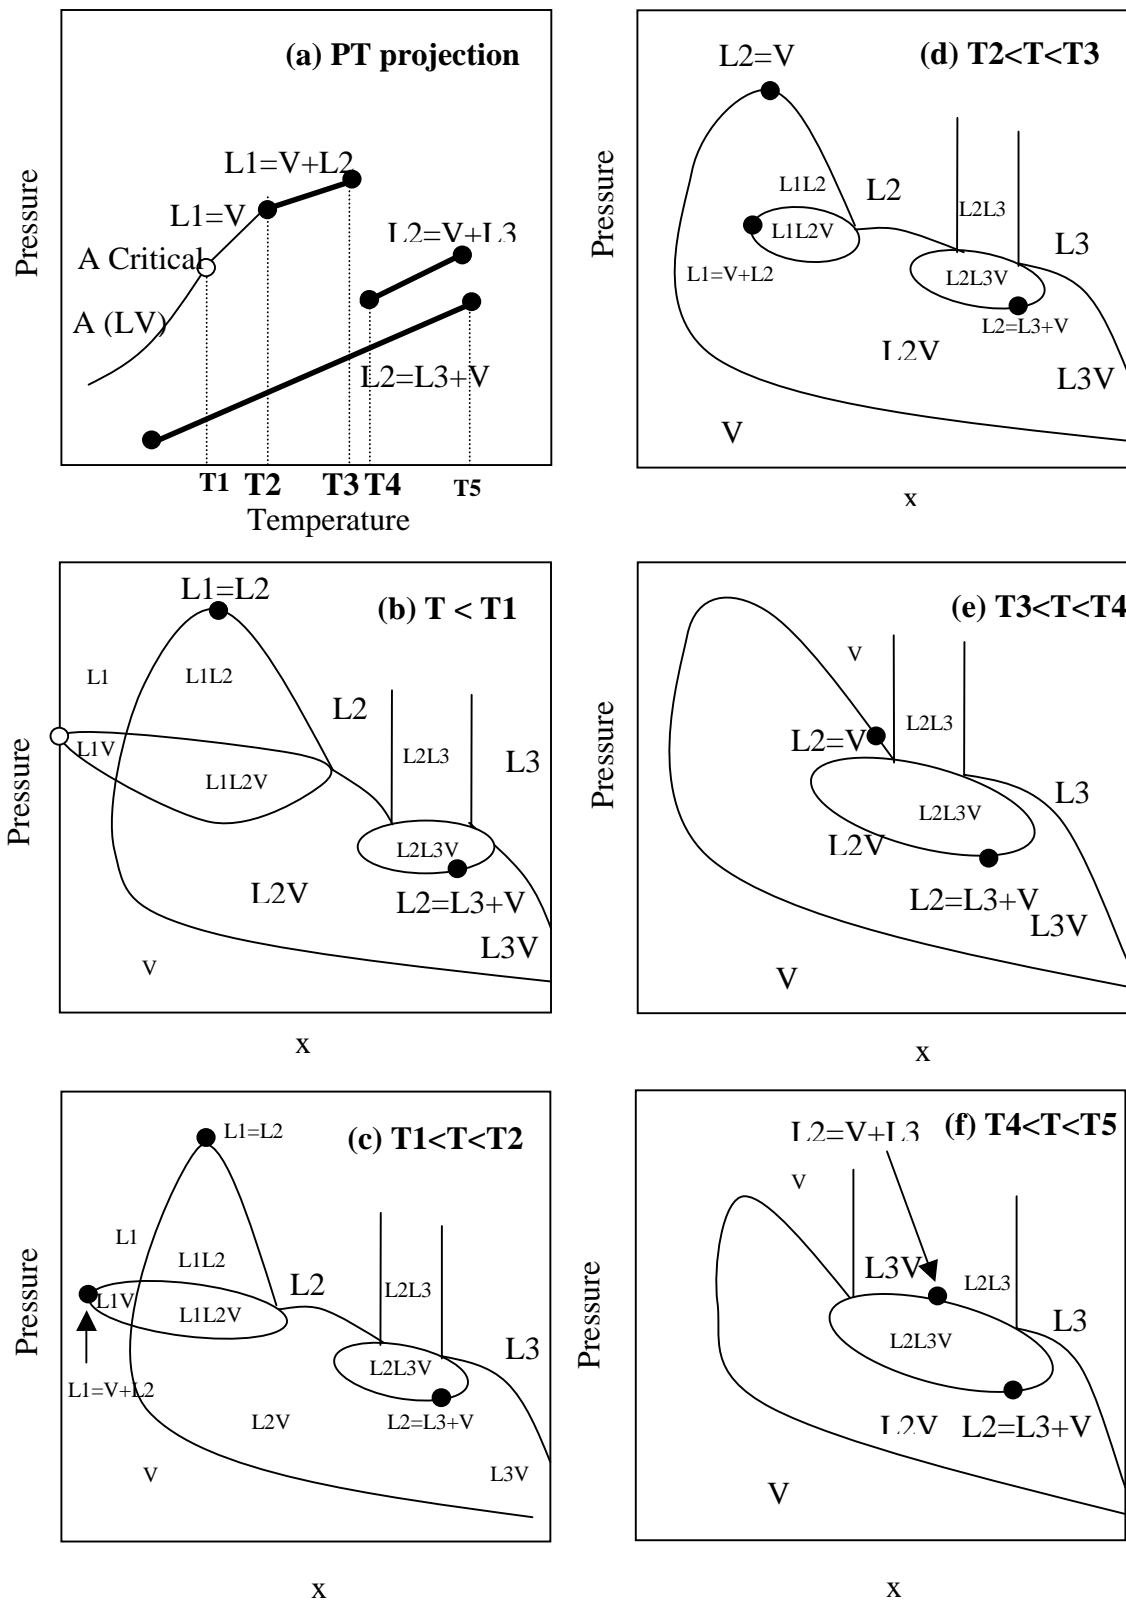 (a) PT projection
Pressure
L1=V+L2
L1=V
L2=V+L3
A Critical
A (LV)
L2=L3+V
T1 T2 T3 T4 T5
Temperature
(b) T < T1
Pressure
L1=L2
L1
L1L2
L2
L1V
L2L3
L3
L1L2V
L2L3V
L2V
L2=L3+V
L3V
V
x
(c) T1<T<T2
Pressure
L1=L2
L1
L1L2
L2
L2L3
L1V
L1L2V
L3
L2L3V
L1=V+L2
L2V
L2=L3+V
V
L3V
x
(d) T2<T<T3
Pressure
L2=V
L1L2
L2
L2L3
L1L2V
L3
L1=V+L2
L2L3V
L2=L3+V
L2V
L3V
V
x
(e) T3<T<T4
Pressure
V
L2=V
L2L3
L3
L2L3V
L2V
L2=L3+V
L3V
V
x
(f) T4<T<T5
Pressure
L2=V+L3
V
L3V
L2L3
L3
L2L3V
L2V
L2=L3+V
V
x